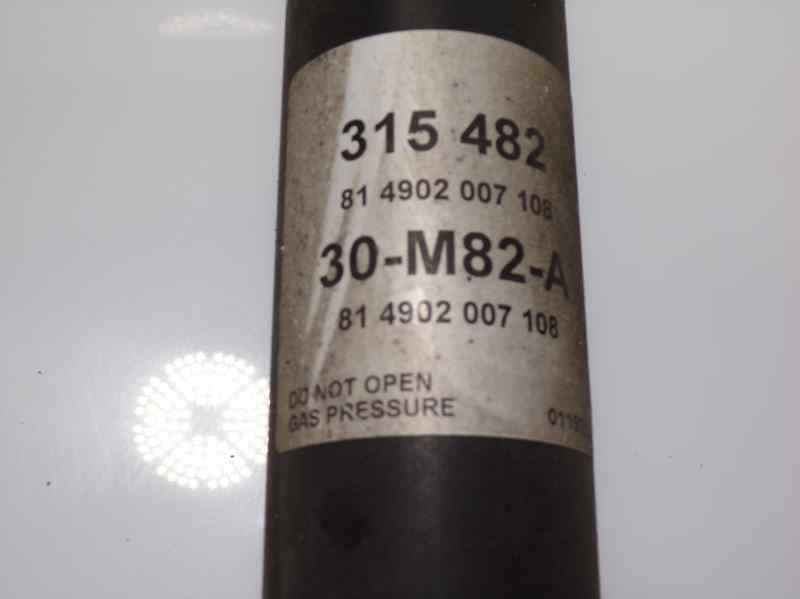 315 482
81 4902 007 108
30-M82-A
81 4902 007 108
DO NOT OPEN
GAS PRESSURE